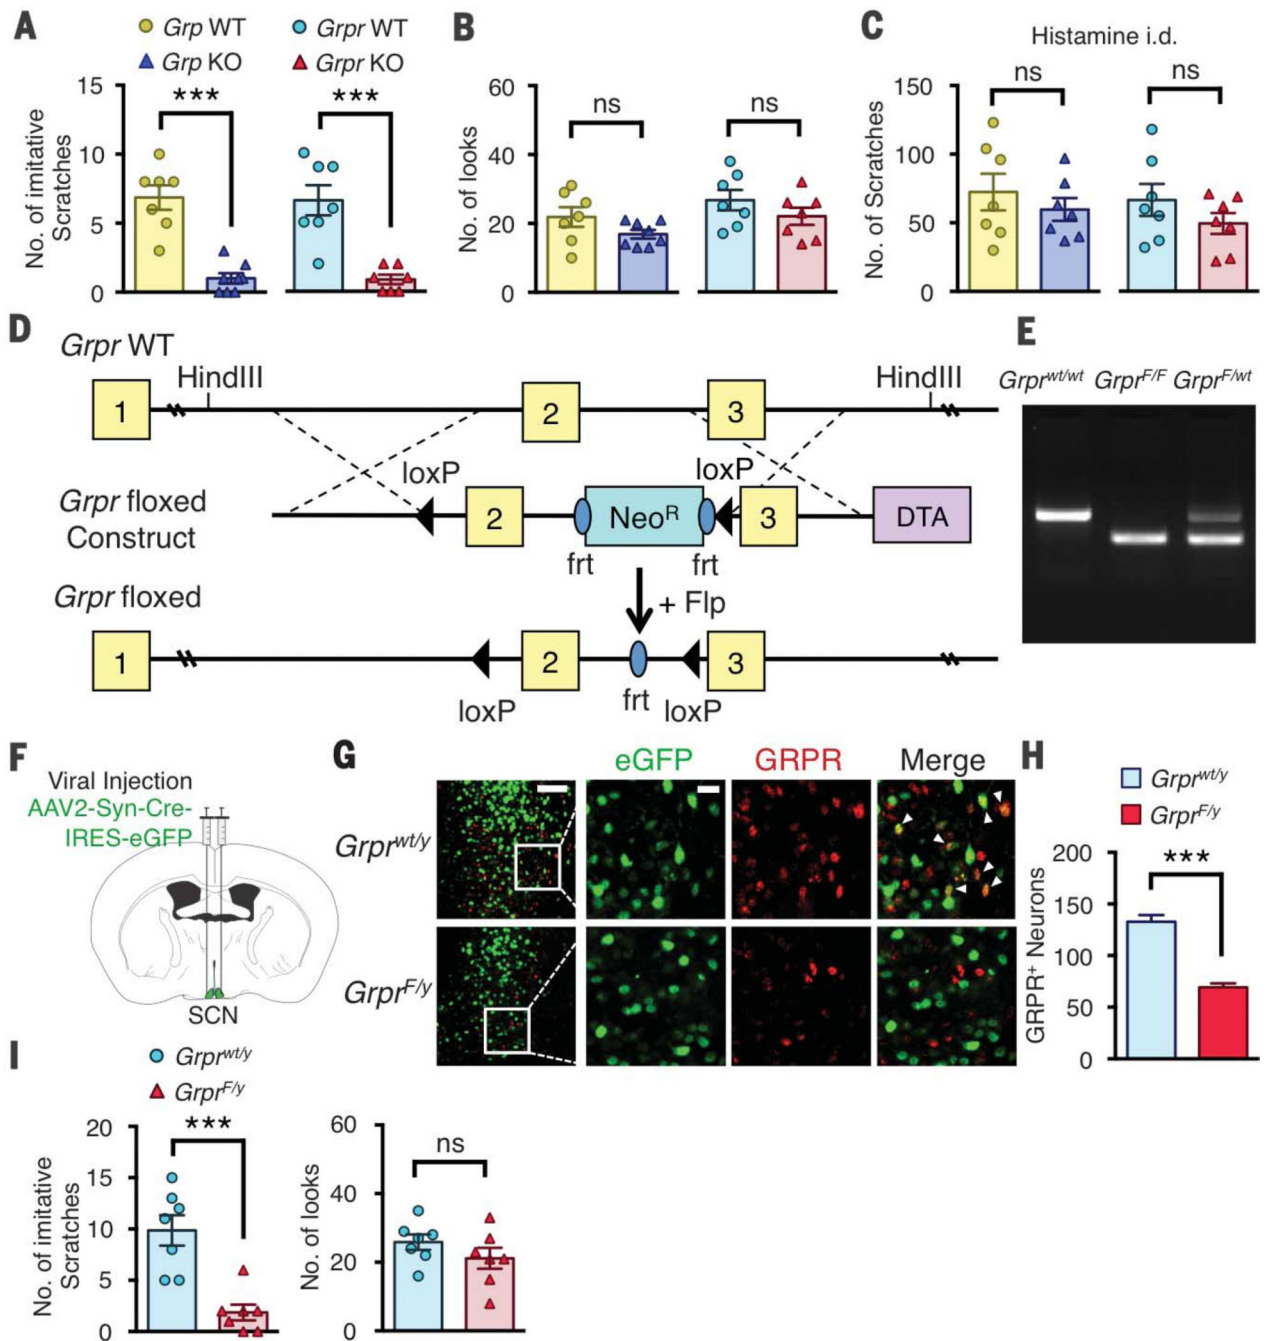 A
Grp WT
Grp KO
Grpr WT
Grpr KO
***
***
15
10
5
0
No. of imitative
Scratches
B
ns
ns
60
40
20
0
No. of looks
C
Histamine i.d.
ns
ns
150
100
50
0
No. of Scratches
D
Grpr WT
HindIII
HindIII
1
2
3
loxP
loxP
Grpr floxed
Construct
2
NeoR
3
DTA
frt
frt
+ Flp
Grpr floxed
1
2
3
loxP
frt
loxP
E
Grprwt/wt
GrprF/F
GrprF/wt
F
Viral Injection
AAV2-Syn-Cre-
IRES-eGFP
SCN
G
eGFP
GRPR
Merge
Grprwt/y
GrprF/y
H
Grprwt/y
GrprF/y
***
200
150
100
50
0
GRPR+ Neurons
I
Grprwt/y
GrprF/y
***
20
15
10
5
0
No. of imitative
Scratches
ns
60
40
20
0
No. of looks